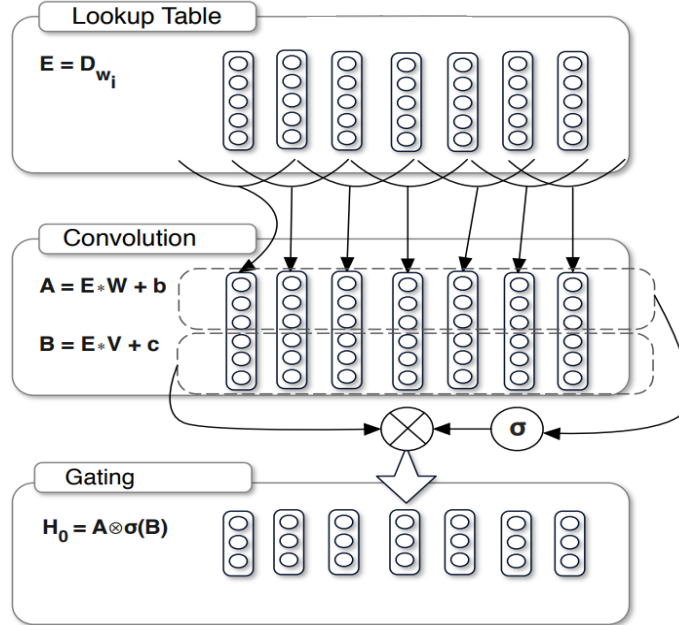 Lookup Table
E = D_{w_i}
Convolution
A = E*W + b
B = E*V + c
σ
Gating
H_0 = A⊗σ(B)